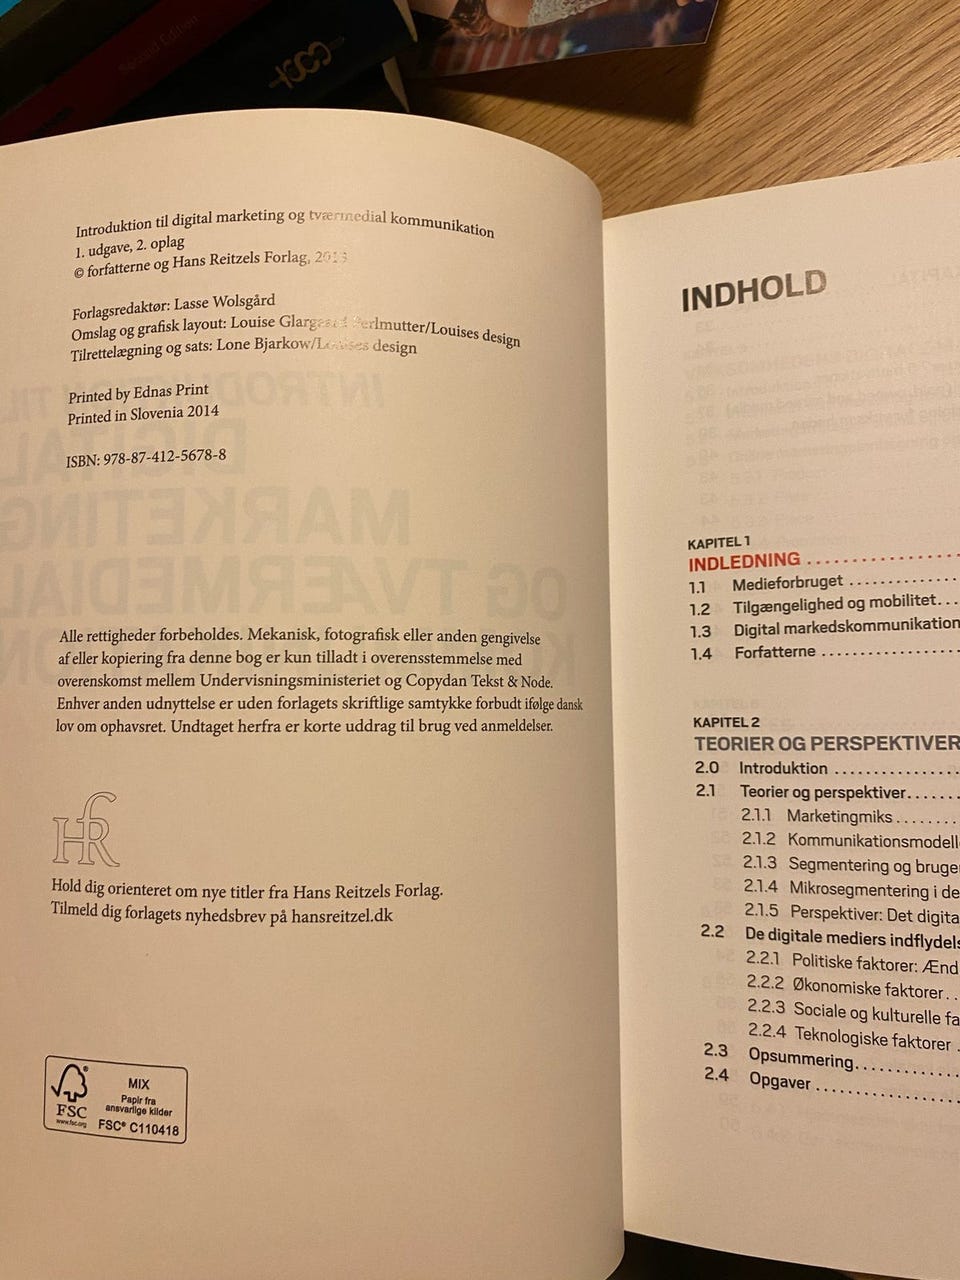 Special Edition
Introduktion til digital marketing og tværmedial kommunikation
1. udgave, 2. oplag
© forfatterne og Hans Reitzels Forlag, 2013
Forlagsredaktør: Lasse Wolsgård
Omslag og grafisk layout: Louise Glargaard Perlmutter/Louises design
Tilrettelægning og sats: Lone Bjarkow/Louises design
Printed by Ednas Print
Printed in Slovenia 2014
ISBN: 978-87-412-5678-8
Alle rettigheder forbeholdes. Mekanisk, fotografisk eller anden gengivelse
af eller kopiering fra denne bog er kun tilladt i overensstemmelse med
overenskomst mellem Undervisningsministeriet og Copydan Tekst & Node.
Enhver anden udnyttelse er uden forlagets skriftlige samtykke forbudt ifølge dansk
lov om ophavsret. Undtaget herfra er korte uddrag til brug ved anmeldelser.
HR
Hold dig orienteret om nye titler fra Hans Reitzels Forlag.
Tilmeld dig forlagets nyhedsbrev på hansreitzel.dk
FSC
www.fsc.org
MIX
Papir fra
ansvarlige kilder
FSC® C110418
INDHOLD
KAPITEL 1
INDLEDNING ..............
1.1 Medieforbruget ............
1.2 Tilgængelighed og mobilitet...
1.3 Digital markedskommunikation
1.4 Forfatterne ...............
KAPITEL 2
TEORIER OG PERSPEKTIVER
2.0 Introduktion .............
2.1 Teorier og perspektiver.......
2.1.1 Marketingmiks ........
2.1.2 Kommunikationsmodelle
2.1.3 Segmentering og bruger
2.1.4 Mikrosegmentering i de
2.1.5 Perspektiver: Det digita
2.2 De digitale mediers indflydels
2.2.1 Politiske faktorer: Ænd
2.2.2 Økonomiske faktorer..
2.2.3 Sociale og kulturelle fa
2.2.4 Teknologiske faktorer .
2.3 Opsummering............
2.4 Opgaver ...............